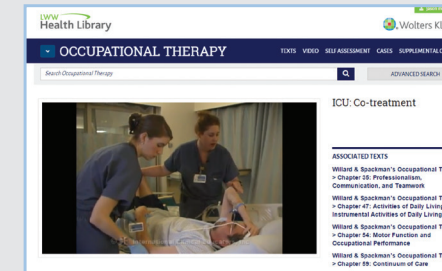 LWW
Health Library
Wolters Kl
OCCUPATIONAL THERAPY
TEXTS VIDEO SELF ASSESSMENT CASES SUPPLEMENTAL C
Search Occupational Therapy
ADVANCED SEARCH
ICU: Co-treatment
ASSOCIATED TEXTS
Willard & Spackman's Occupational T
> Chapter 35: Professionalism,
Communication, and Teamwork
Willard & Spackman's Occupational T
> Chapter 47: Activities of Daily Living
Instrumental Activities of Daily Living
Willard & Spackman's Occupational T
> Chapter 54: Motor Function and
Occupational Performance
Willard & Spackman's Occupational T
> Chapter 59: Continuum of Care